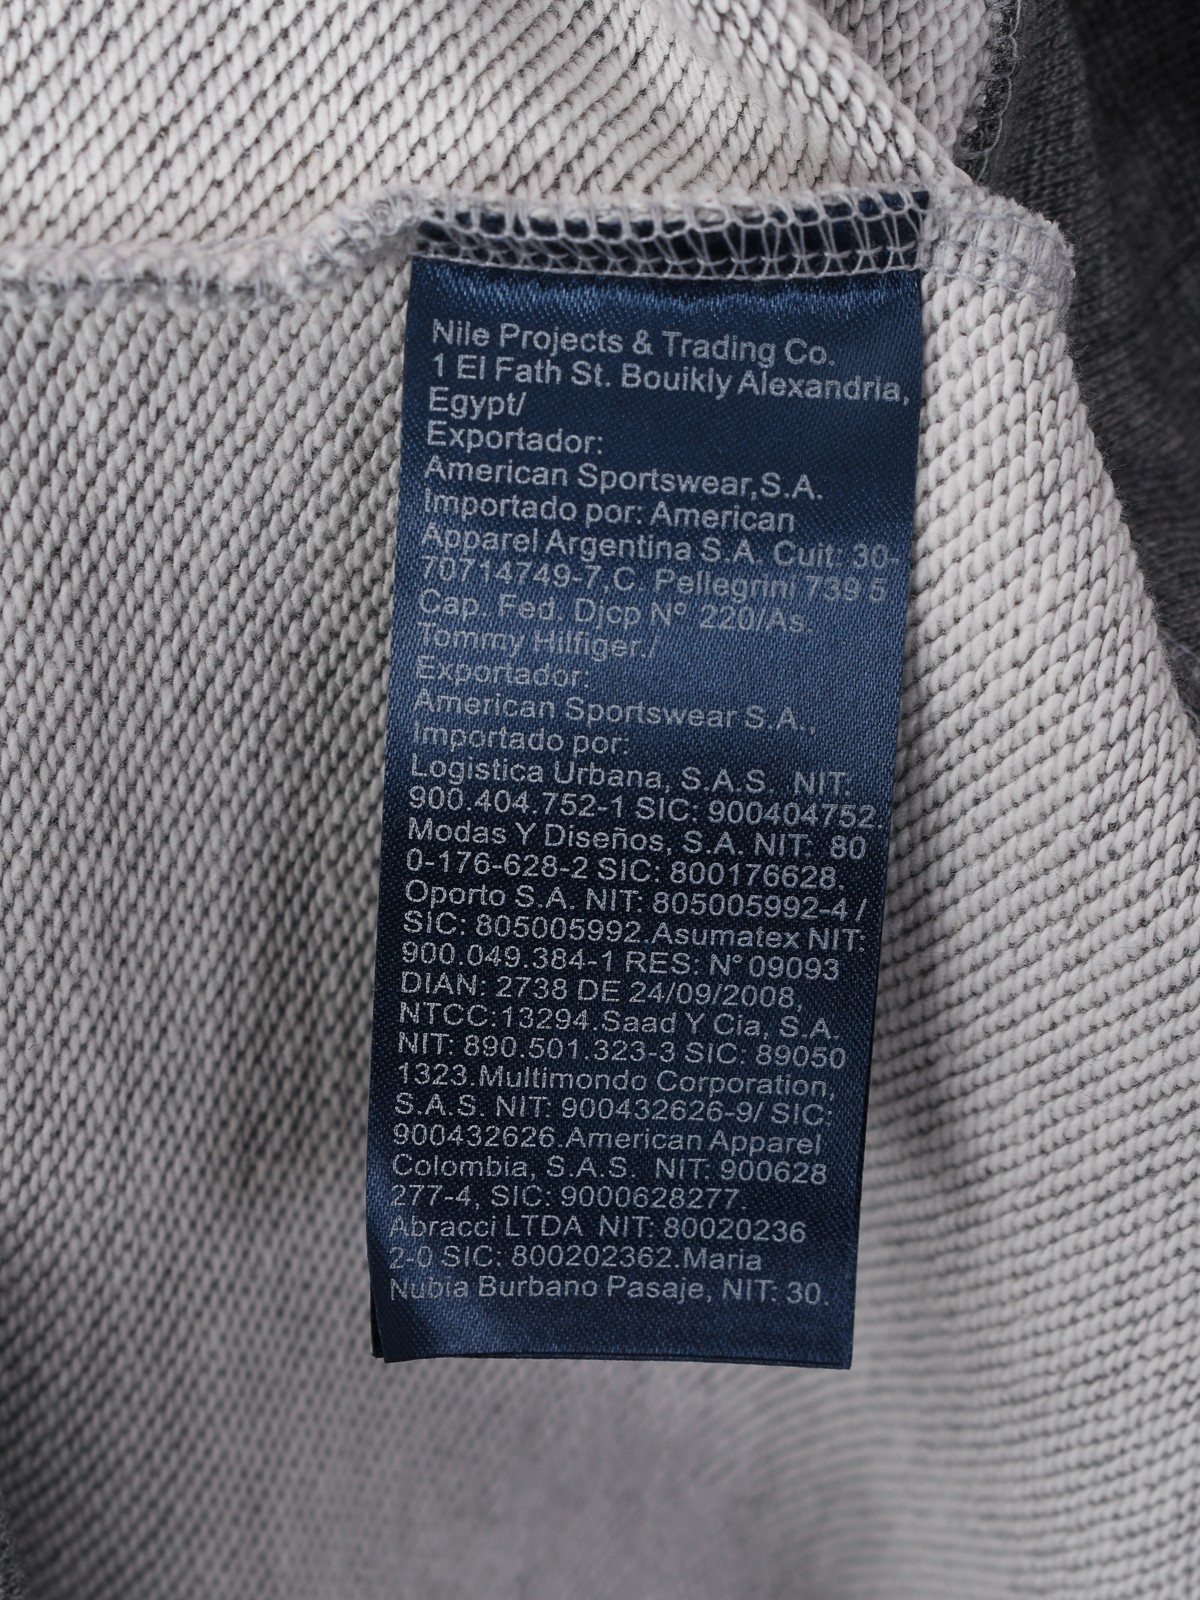 Nile Projects & Trading Co.
1 El Fath St. Bouikly Alexandria,
Egypt/
Exportador:
American Sportswear,S.A.
Importado por: American
Apparel Argentina S.A. Cuit: 30-
70714749-7,C. Pellegrini 739 5
Cap. Fed. Djcp Nº 220/As.
Tommy Hilfiger./
Exportador:
American Sportswear S.A.,
Importado por:
Logistica Urbana, S.A.S. NIT:
900.404.752-1 SIC: 900404752.
Modas Y Diseños, S.A. NIT: 80
0-176-628-2 SIC: 800176628.
Oporto S.A. NIT: 805005992-4 /
SIC: 805005992.Asumatex NIT:
900.049.384-1 RES: N° 09093
DIAN: 2738 DE 24/09/2008,
NTCC:13294.Saad Y Cia, S.A.
NIT: 890.501.323-3 SIC: 89050
1323.Multimondo Corporation,
S.A.S. NIT: 900432626-9/ SIC:
900432626.American Apparel
Colombia, S.A.S. NIT: 900628
277-4, SIC: 9000628277.
Abracci LTDA NIT: 80020236
2-0 SIC: 800202362.Maria
Nubia Burbano Pasaje, NIT: 30.